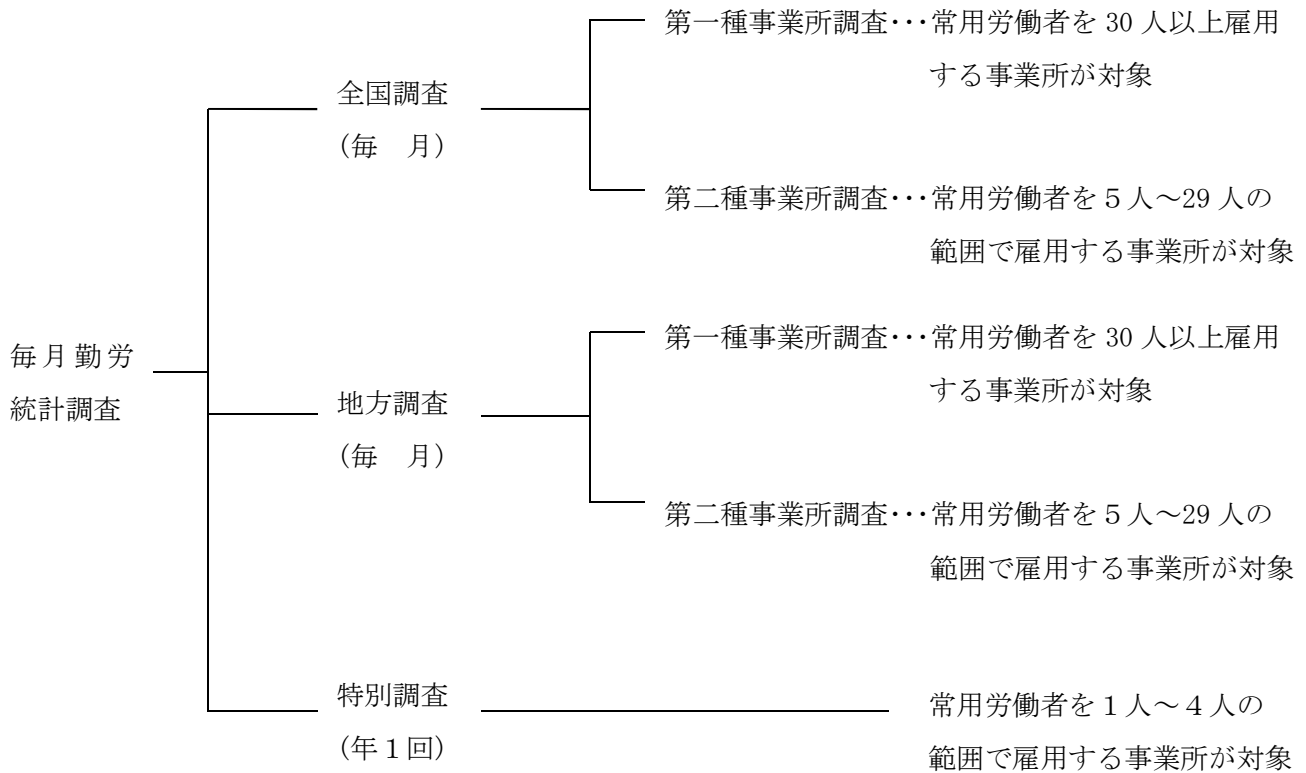 毎月勤労
統計調査
全国調査
(毎　月)
第一種事業所調査･･･常用労働者を 30 人以上雇用
する事業所が対象
第二種事業所調査･･･常用労働者を５人～29 人の
範囲で雇用する事業所が対象
地方調査
(毎　月)
第一種事業所調査･･･常用労働者を 30 人以上雇用
する事業所が対象
第二種事業所調査･･･常用労働者を５人～29 人の
範囲で雇用する事業所が対象
特別調査
(年１回)
常用労働者を１人～４人の
範囲で雇用する事業所が対象